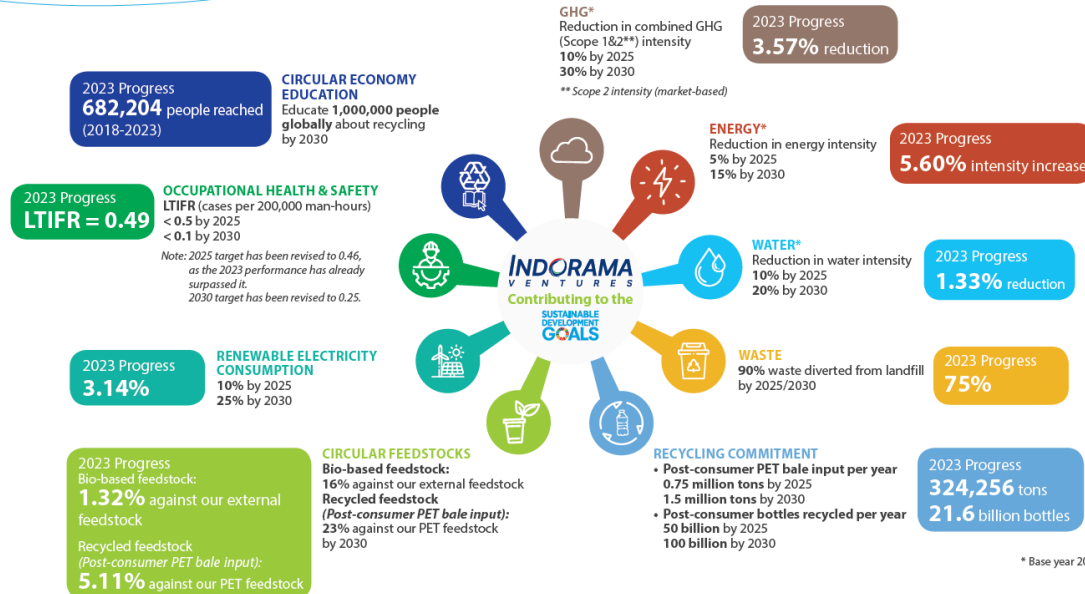 GHG*
Reduction in combined GHG
(Scope 1&2**) intensity
10% by 2025
30% by 2030
** Scope 2 intensity (market-based)
2023 Progress
3.57% reduction
2023 Progress
682,204 people reached
(2018-2023)
CIRCULAR ECONOMY
EDUCATION
Educate 1,000,000 people
globally about recycling
by 2030
ENERGY*
Reduction in energy intensity
5% by 2025
15% by 2030
2023 Progress
5.60% intensity increase
2023 Progress
LTIFR = 0.49
OCCUPATIONAL HEALTH & SAFETY
LTIFR (cases per 200,000 man-hours)
< 0.5 by 2025
< 0.1 by 2030
Note: 2025 target has been revised to 0.46,
as the 2023 performance has already
surpassed it.
2030 target has been revised to 0.25.
INDORAMA
VENTURES
Contributing to the
SUSTAINABLE
DEVELOPMENT
GOALS
WATER*
Reduction in water intensity
10% by 2025
20% by 2030
2023 Progress
1.33% reduction
2023 Progress
3.14%
RENEWABLE ELECTRICITY
CONSUMPTION
10% by 2025
25% by 2030
WASTE
90% waste diverted from landfill
by 2025/2030
2023 Progress
75%
2023 Progress
Bio-based feedstock:
1.32% against our external
feedstock
Recycled feedstock
(Post-consumer PET bale input):
5.11% against our PET feedstock
CIRCULAR FEEDSTOCKS
Bio-based feedstock:
16% against our external feedstock
Recycled feedstock
(Post-consumer PET bale input):
23% against our PET feedstock
by 2030
RECYCLING COMMITMENT
• Post-consumer PET bale input per year
0.75 million tons by 2025
1.5 million tons by 2030
• Post-consumer bottles recycled per year
50 billion by 2025
100 billion by 2030
2023 Progress
324,256 tons
21.6 billion bottles
* Base year